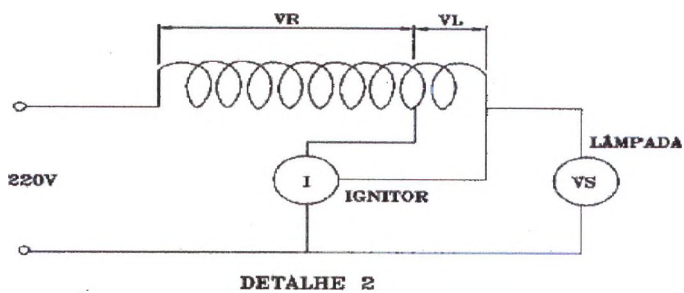 VR VL
LÂMPADA
220V I VS
IGNITOR
DETALHE 2